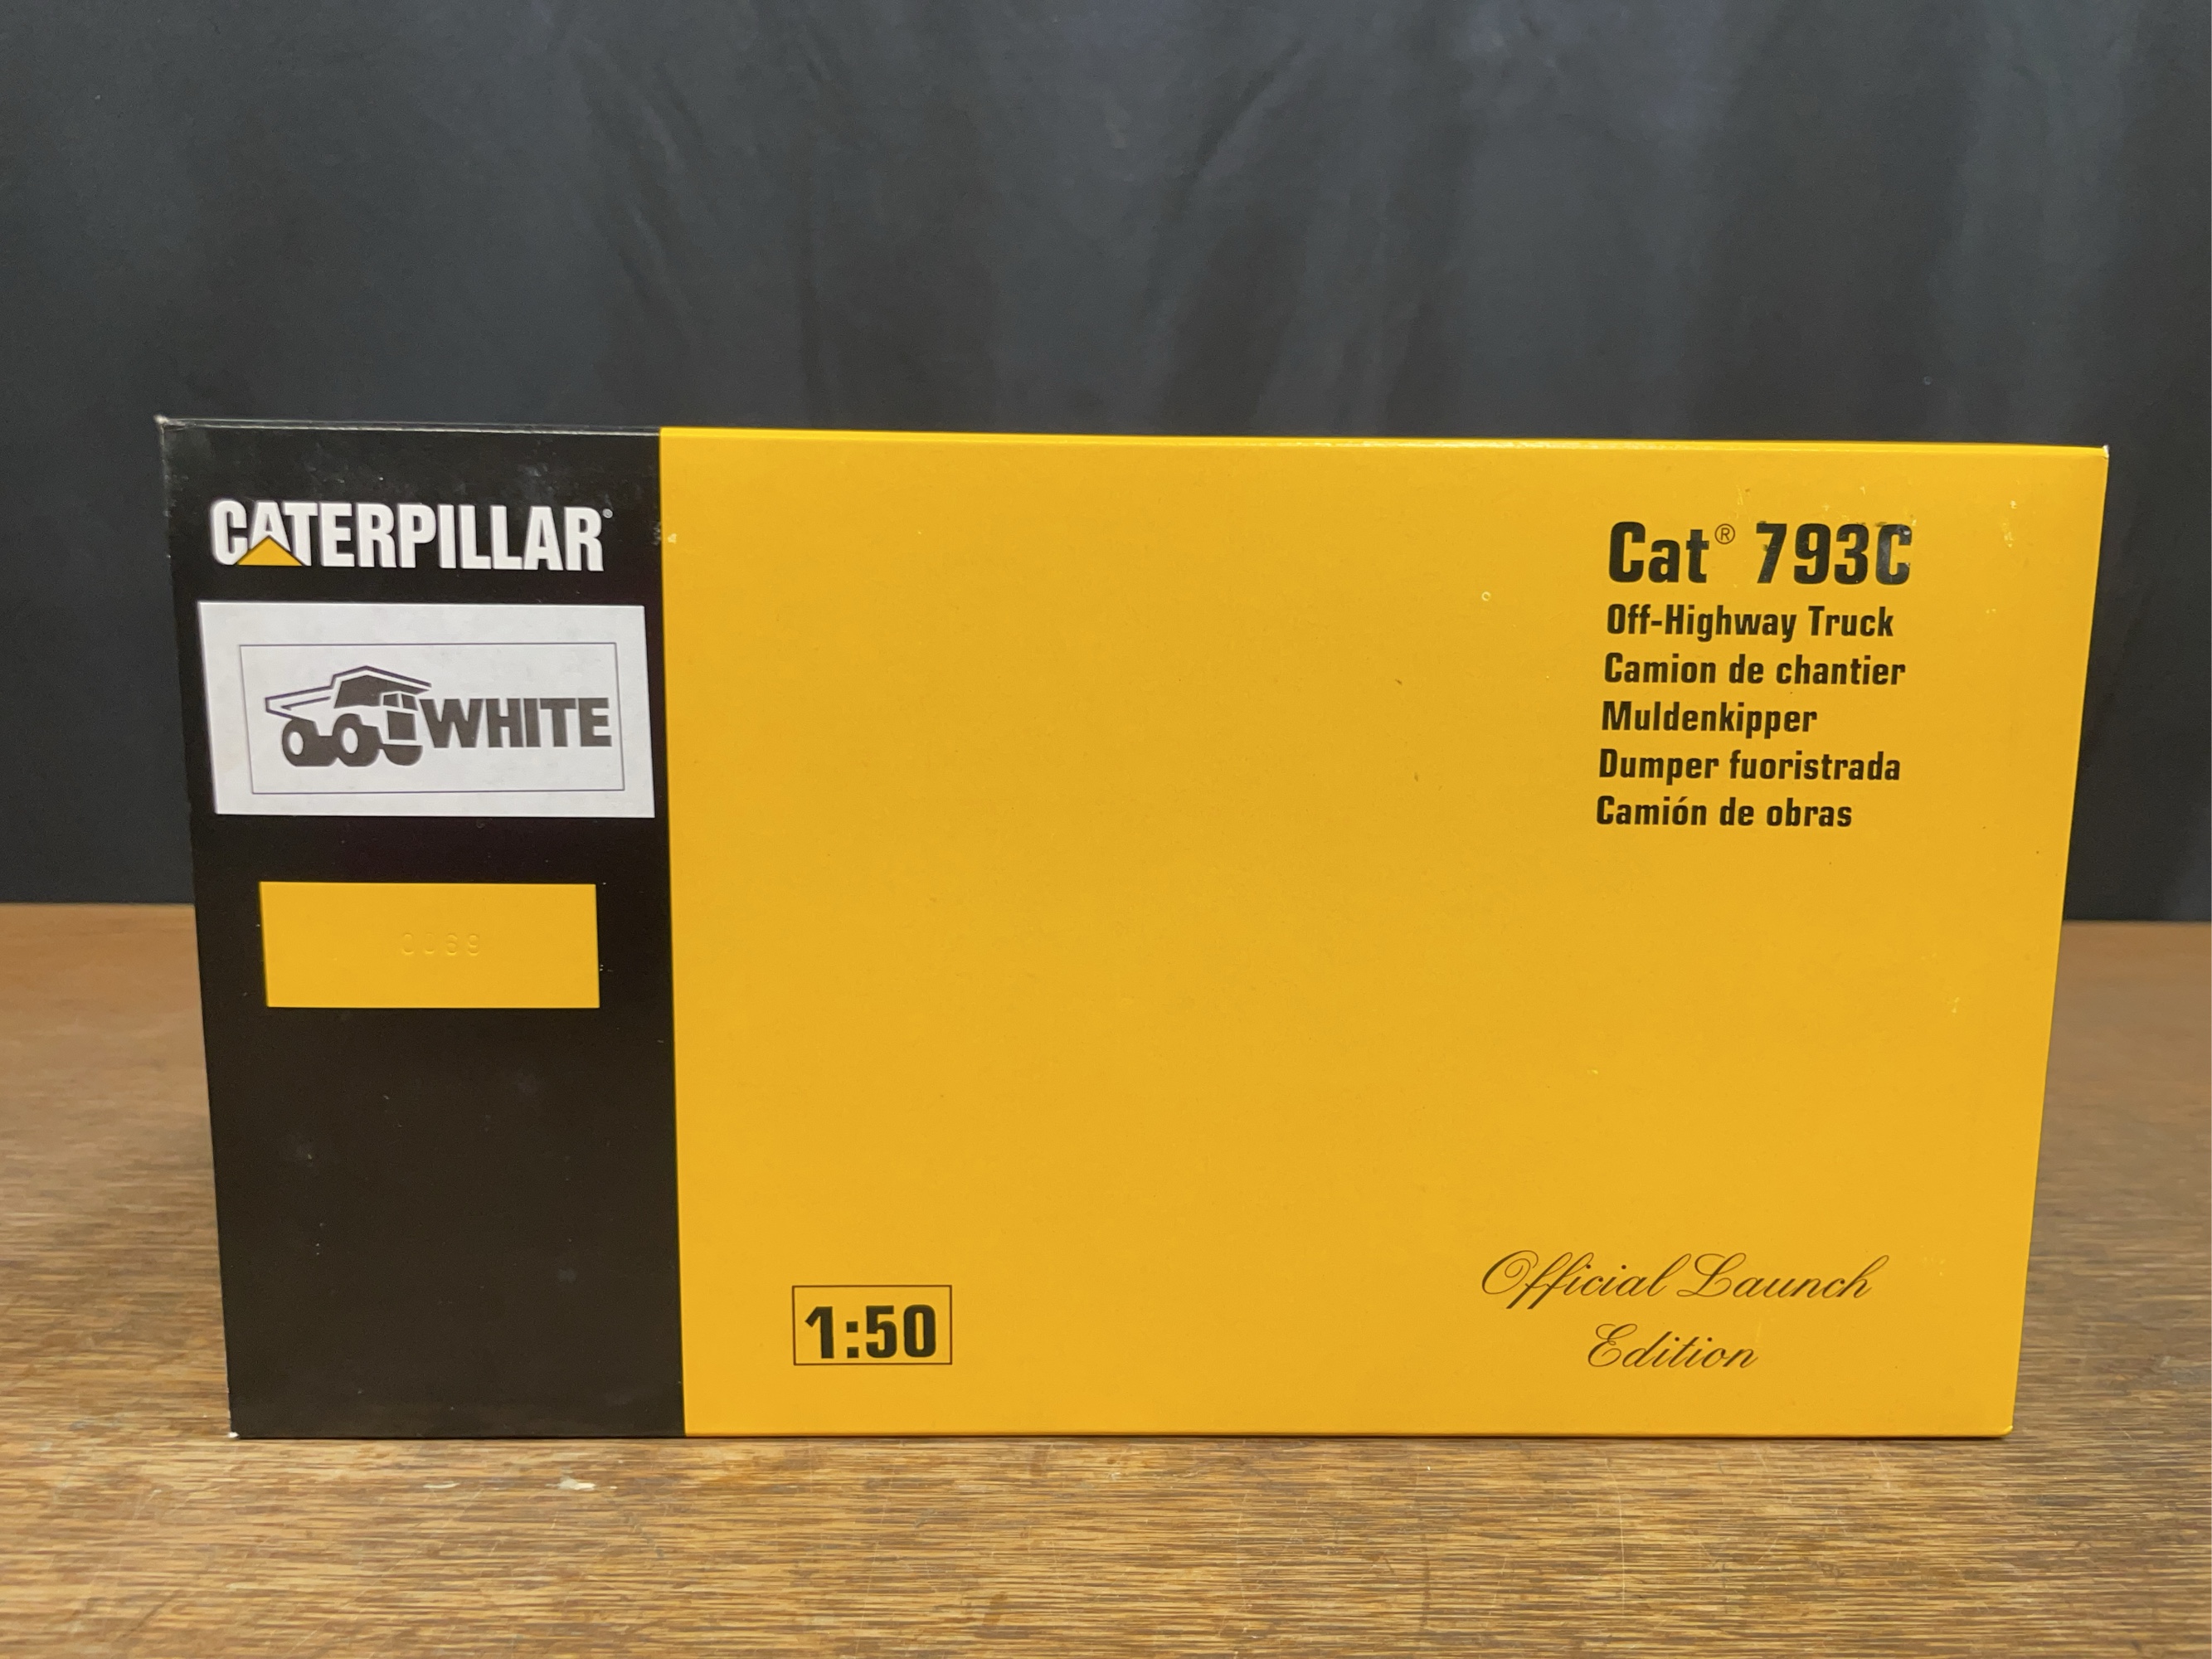 CATERPILLAR®
WHITE
Cat® 793C
Off-Highway Truck
Camion de chantier
Muldenkipper
Dumper fuoristrada
Camión de obras
1:50
Official Launch
Edition